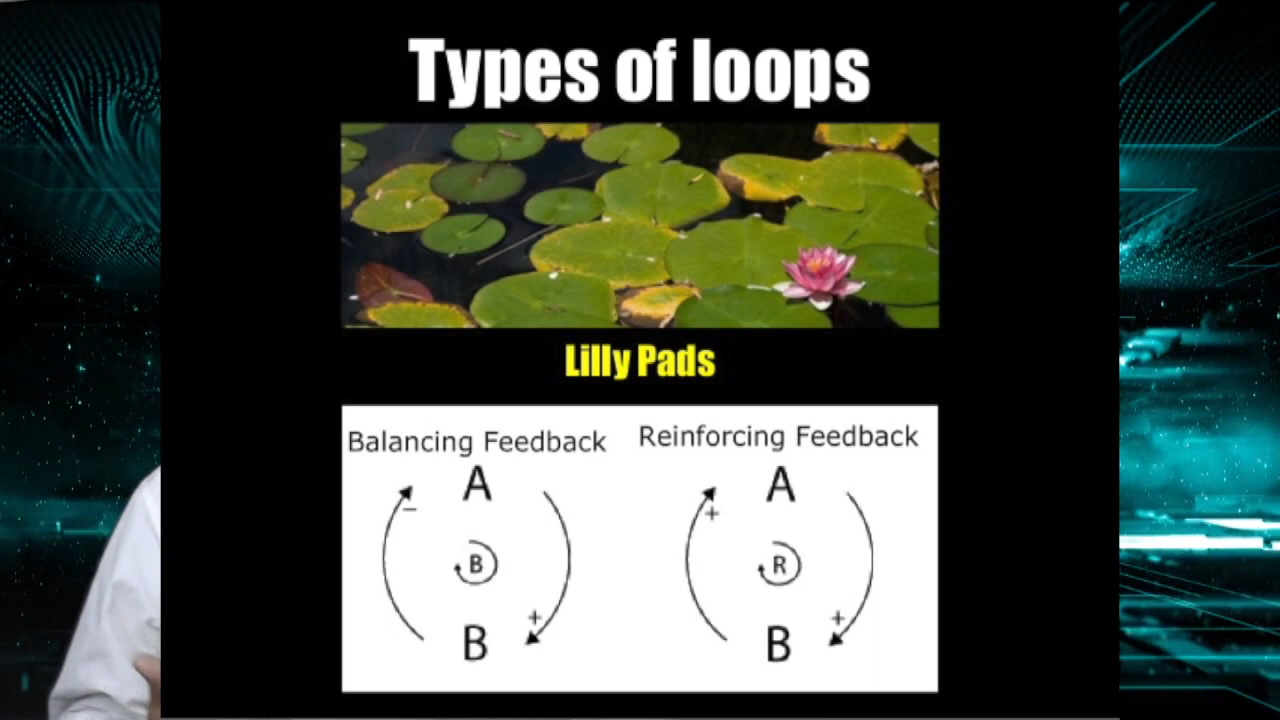 Types of loops
Lilly Pads
Balancing Feedback
A
−
B
+
B
Reinforcing Feedback
A
+
R
+
B